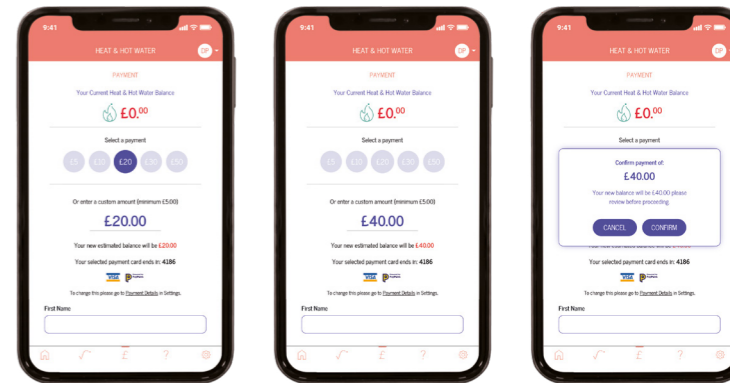 9:41
HEAT & HOT WATER
DP
PAYMENT
Your Current Heat & Hot Water Balance
£0.00
Select a payment
£5 £10 £20 £30 £50
Or enter a custom amount (minimum £5.00)
£20.00
Your new estimated balance will be £20.00
Your selected payment card ends in: 4186
VISA
To change this please go to Payment Details in Settings.
First Name
£ ?
9:41
HEAT & HOT WATER
DP
PAYMENT
Your Current Heat & Hot Water Balance
£0.00
Select a payment
£5 £10 £20 £30 £50
Or enter a custom amount (minimum £5.00)
£40.00
Your new estimated balance will be £40.00
Your selected payment card ends in: 4186
VISA
To change this please go to Payment Details in Settings.
First Name
£ ?
9:41
HEAT & HOT WATER
DP
PAYMENT
Your Current Heat & Hot Water Balance
£0.00
Select a payment
Confirm payment of:
£40.00
Your new balance will be £40.00 please
review before proceeding.
CANCEL CONFIRM
Your selected payment card ends in: 4186
VISA
To change this please go to Payment Details in Settings.
First Name
£ ?